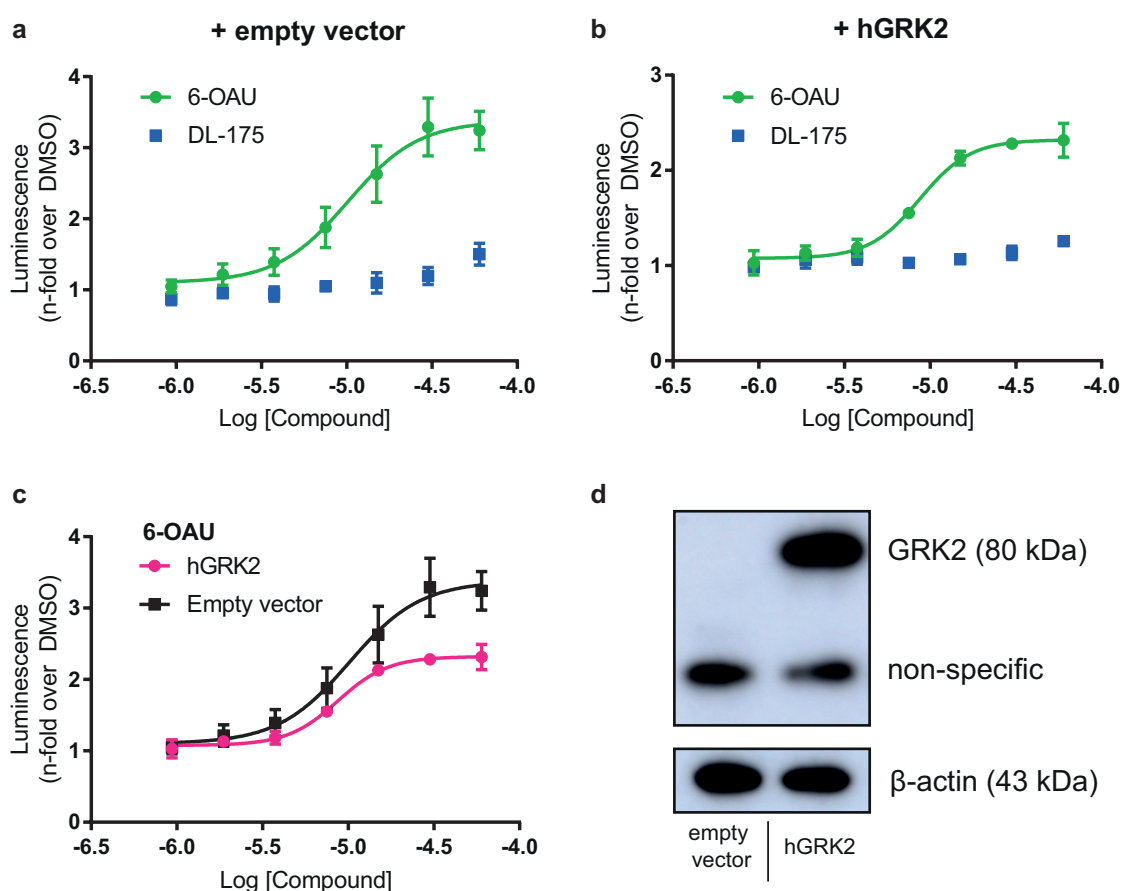 a
+ empty vector
6-OAU
DL-175
Luminescence
(n-fold over DMSO)
4
3
2
1
0
-6.5 -6.0 -5.5 -5.0 -4.5 -4.0
Log [Compound]
b
+ hGRK2
6-OAU
DL-175
Luminescence
(n-fold over DMSO)
3
2
1
0
-6.5 -6.0 -5.5 -5.0 -4.5 -4.0
Log [Compound]
c
6-OAU
hGRK2
Empty vector
Luminescence
(n-fold over DMSO)
4
3
2
1
0
-6.5 -6.0 -5.5 -5.0 -4.5 -4.0
Log [Compound]
d
GRK2 (80 kDa)
non-specific
β-actin (43 kDa)
empty
vector
hGRK2